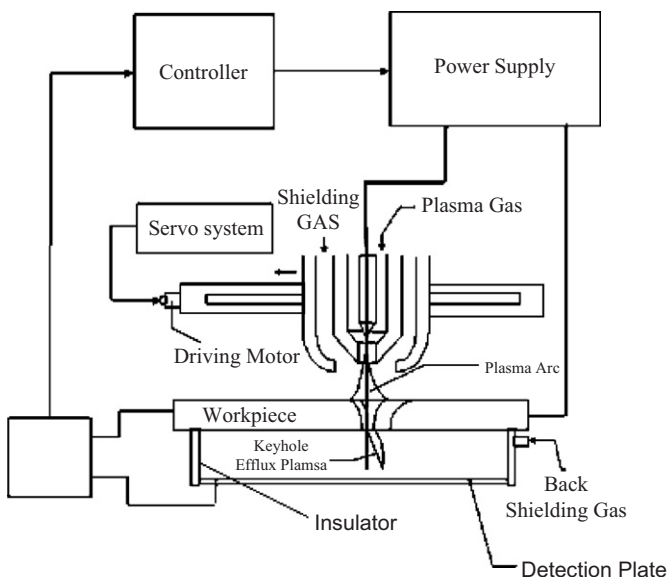 Controller
Power Supply
Shielding
GAS
Plasma Gas
Servo system
Driving Motor
Plasma Arc
Workpiece
Keyhole
Efflux Plamsa
Back
Shielding Gas
Insulator
Detection Plate